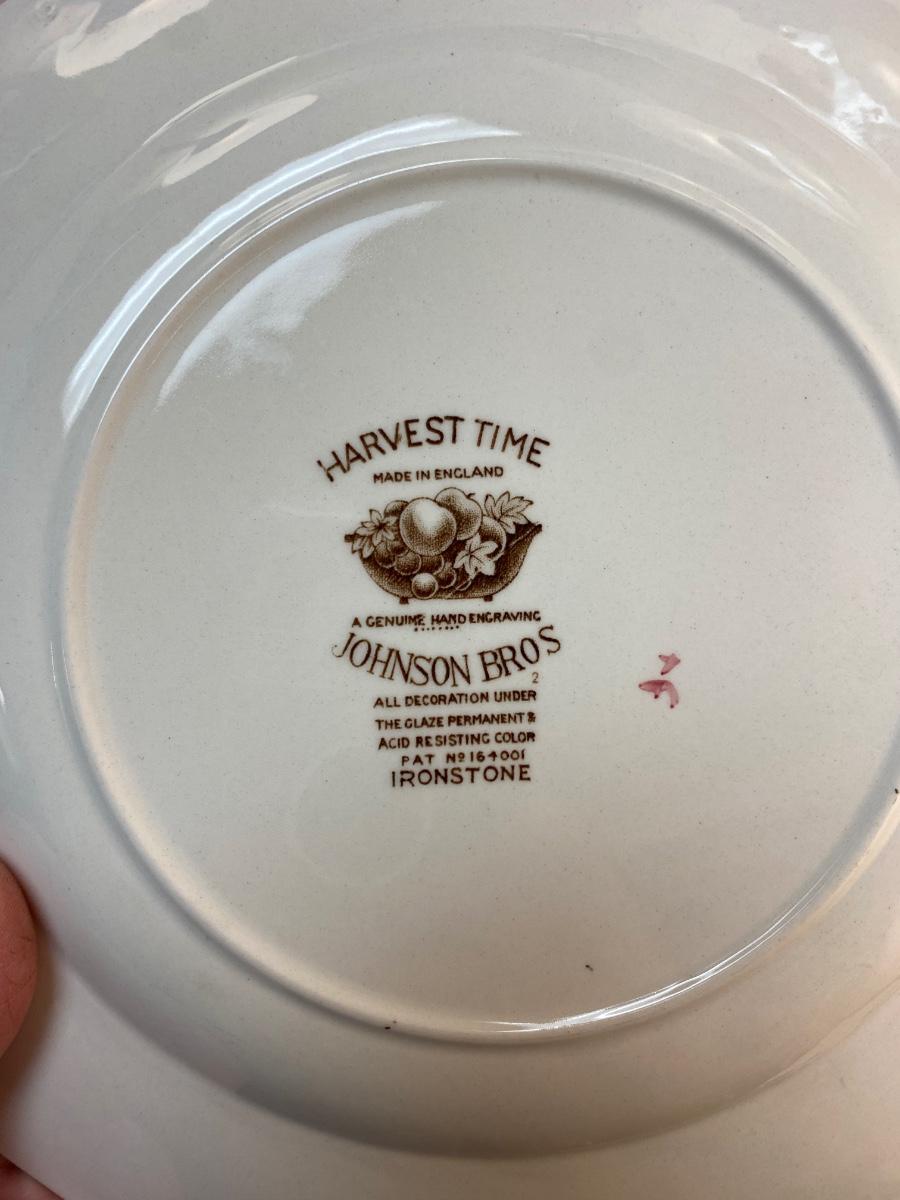 HARVEST TIME
MADE IN ENGLAND
A GENUINE HAND ENGRAVING
JOHNSON BROS
2
ALL DECORATION UNDER
THE GLAZE PERMANENT &
ACID RESISTING COLOR
PAT Nº 164001
IRONSTONE